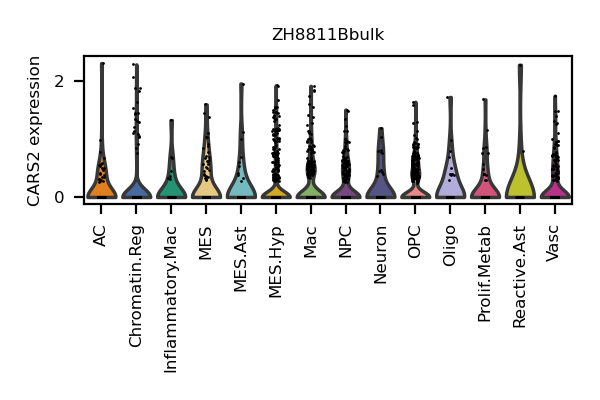 ZH8811Bbulk
CARS2 expression
2
0
AC
Chromatin.Reg
Inflammatory.Mac
MES
MES.Ast
MES.Hyp
Mac
NPC
Neuron
OPC
Oligo
Prolif.Metab
Reactive.Ast
Vasc